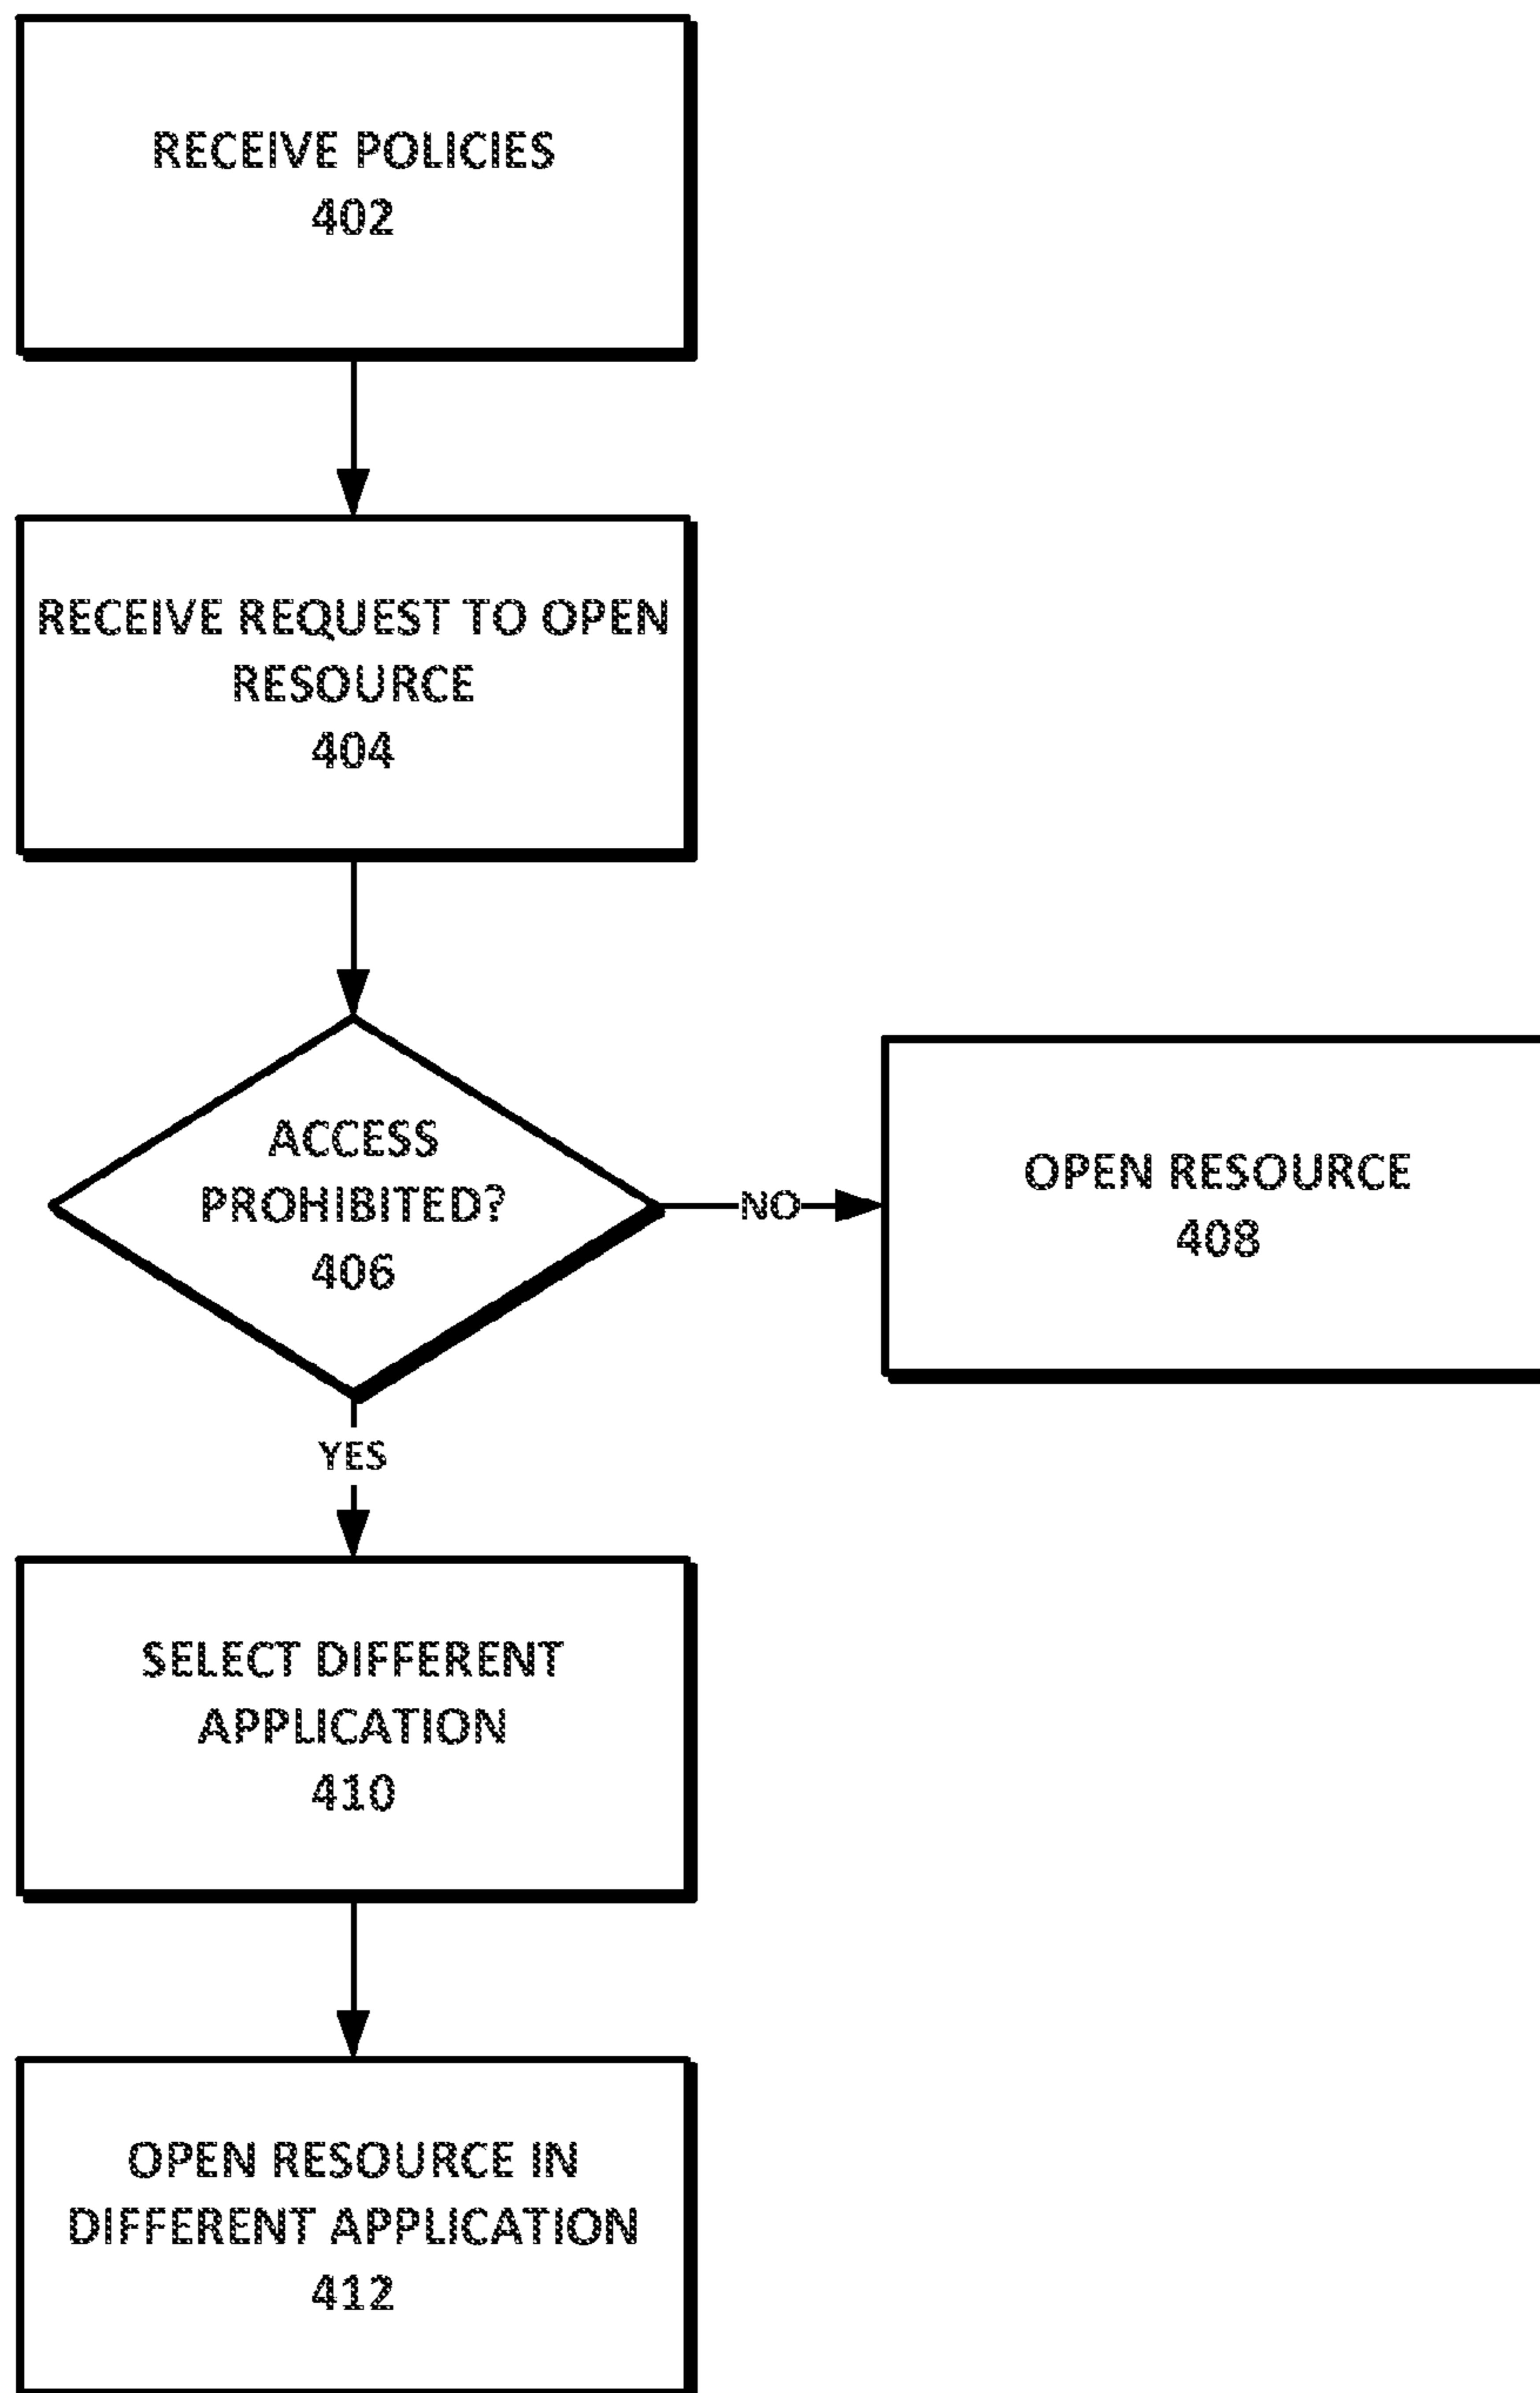 RECEIVE POLICIES
402
RECEIVE REQUEST TO OPEN
RESOURCE
404
ACCESS
PROHIBITED?
406
NO
OPEN RESOURCE
408
YES
SELECT DIFFERENT
APPLICATION
410
OPEN RESOURCE IN
DIFFERENT APPLICATION
412